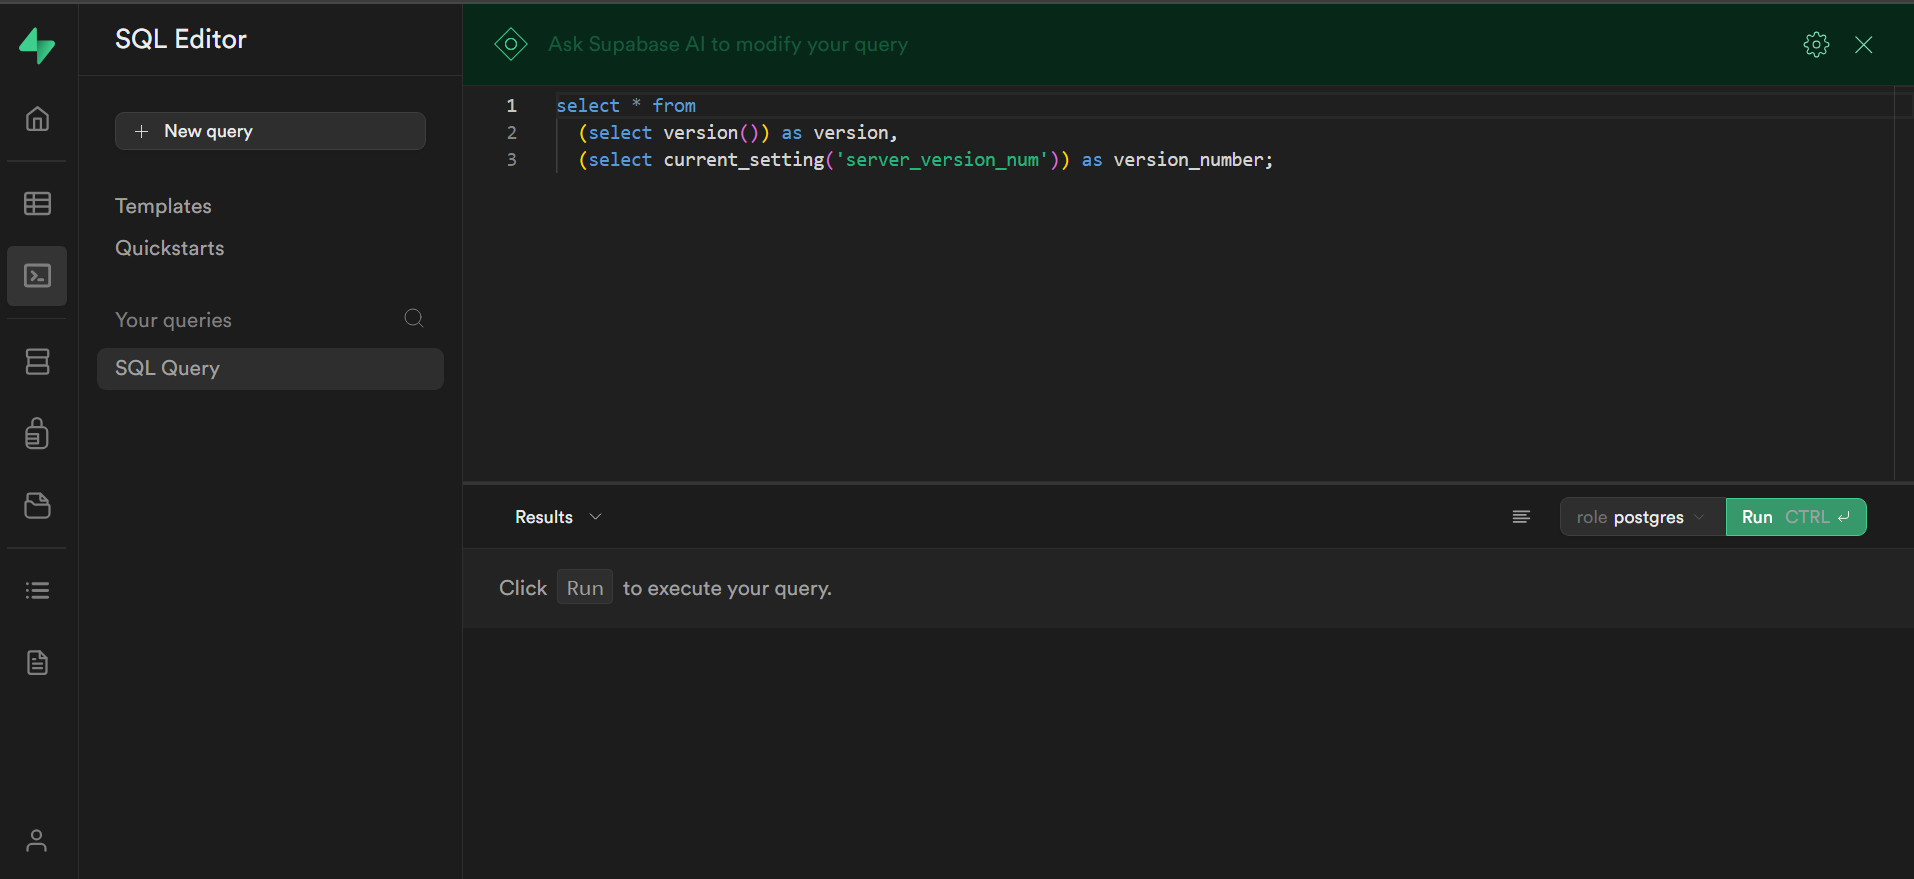 SQL Editor
New query
Templates
Quickstarts
Your queries
SQL Query
Ask Supabase AI to modify your query
1 select * from
2 (select version()) as version,
3 (select current_setting('server_version_num')) as version_number;
Results
role postgres
Run CTRL ↵
Click Run to execute your query.